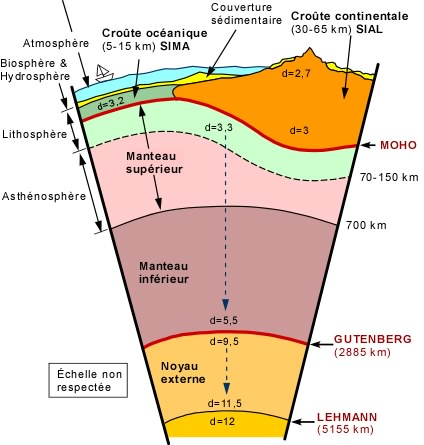 Couverture
sédimentaire
Croûte océanique
(5-15 km) SIMA
Croûte continentale
(30-65 km) SIAL
Atmosphère
Biosphère &
Hydrosphère
d=2,7
d=3,2
Lithosphère
d=3,3
d=3
MOHO
Manteau
supérieur
70-150 km
Asthénosphère
700 km
Manteau
inférieur
d=5,5
GUTENBERG
(2885 km)
d=9,5
Noyau
externe
Échelle non
respectée
d=11,5
LEHMANN
(5155 km)
d=12